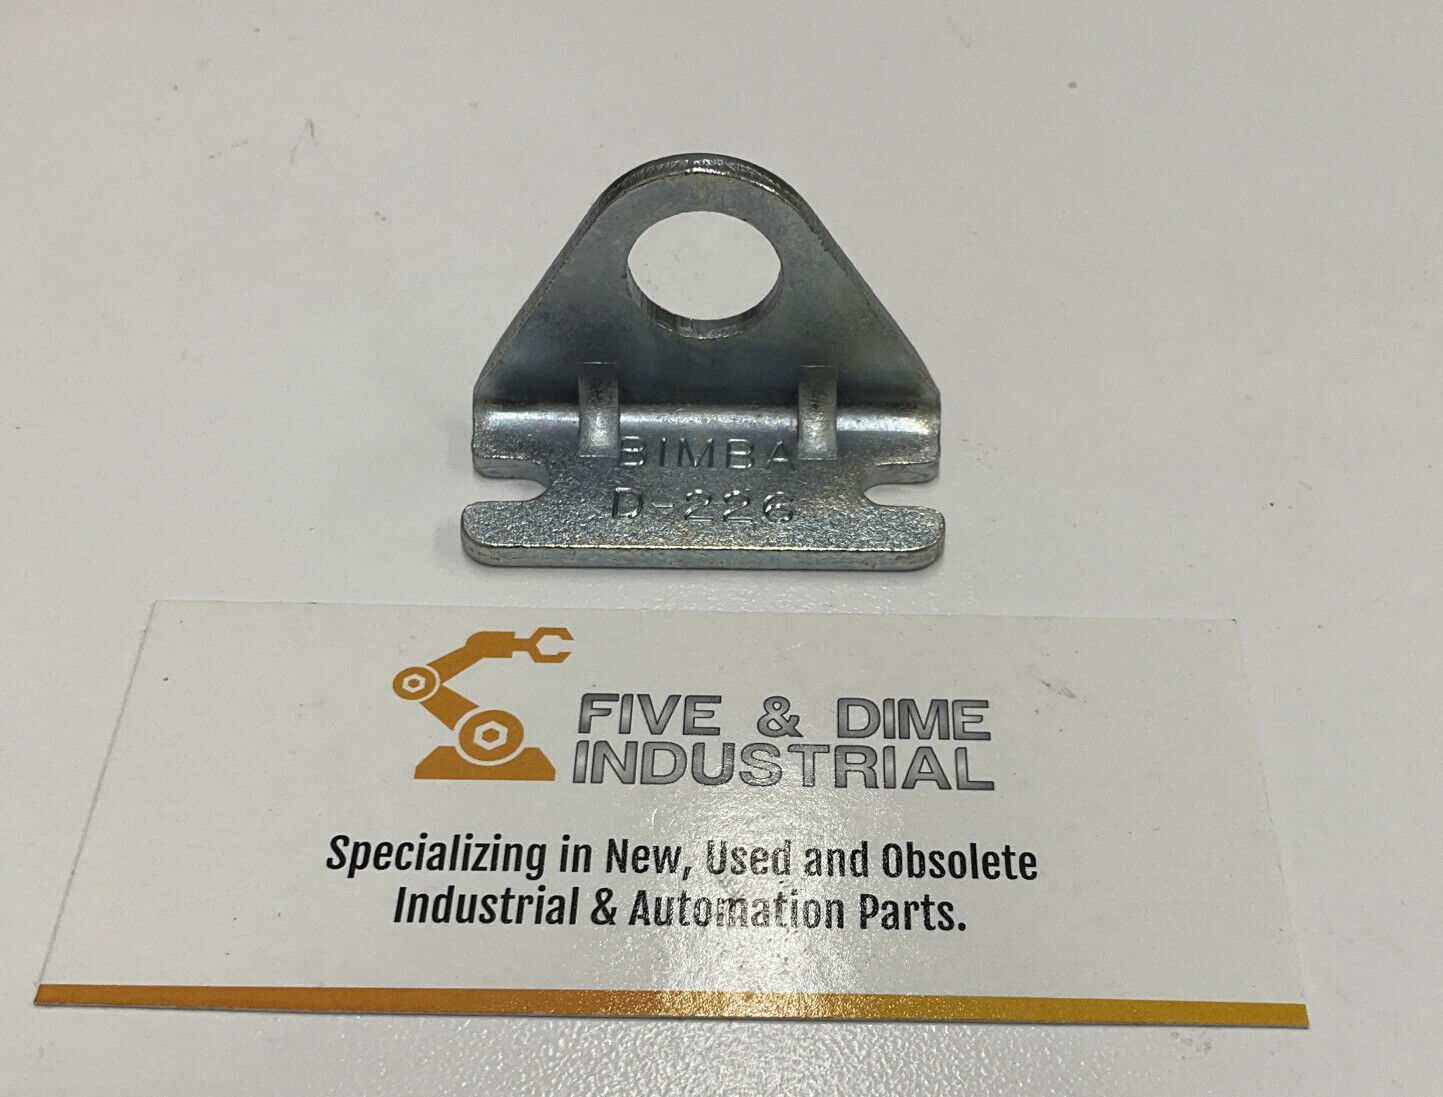 BIMBA
D-226
FIVE & DIME
INDUSTRIAL
Specializing in New, Used and Obsolete
Industrial & Automation Parts.